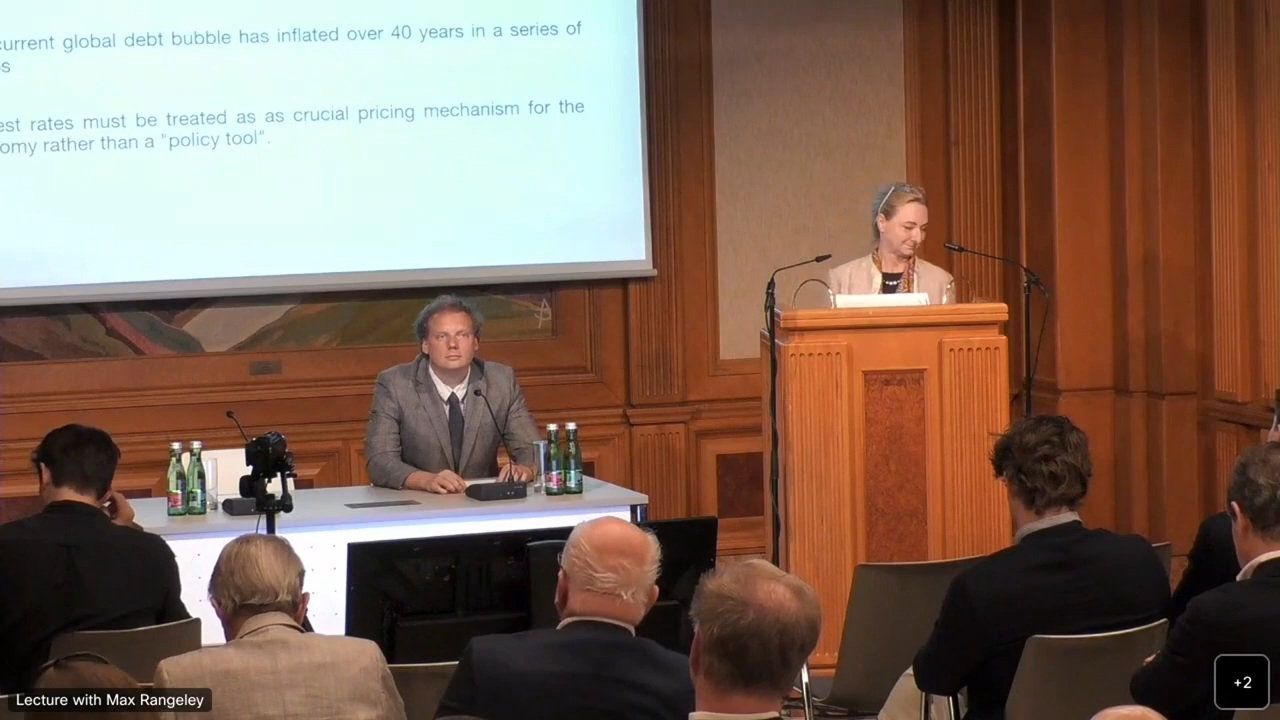 current global debt bubble has inflated over 40 years in a series of
est rates must be treated as as crucial pricing mechanism for the
omy rather than a "policy tool".
Lecture with Max Rangeley
+2